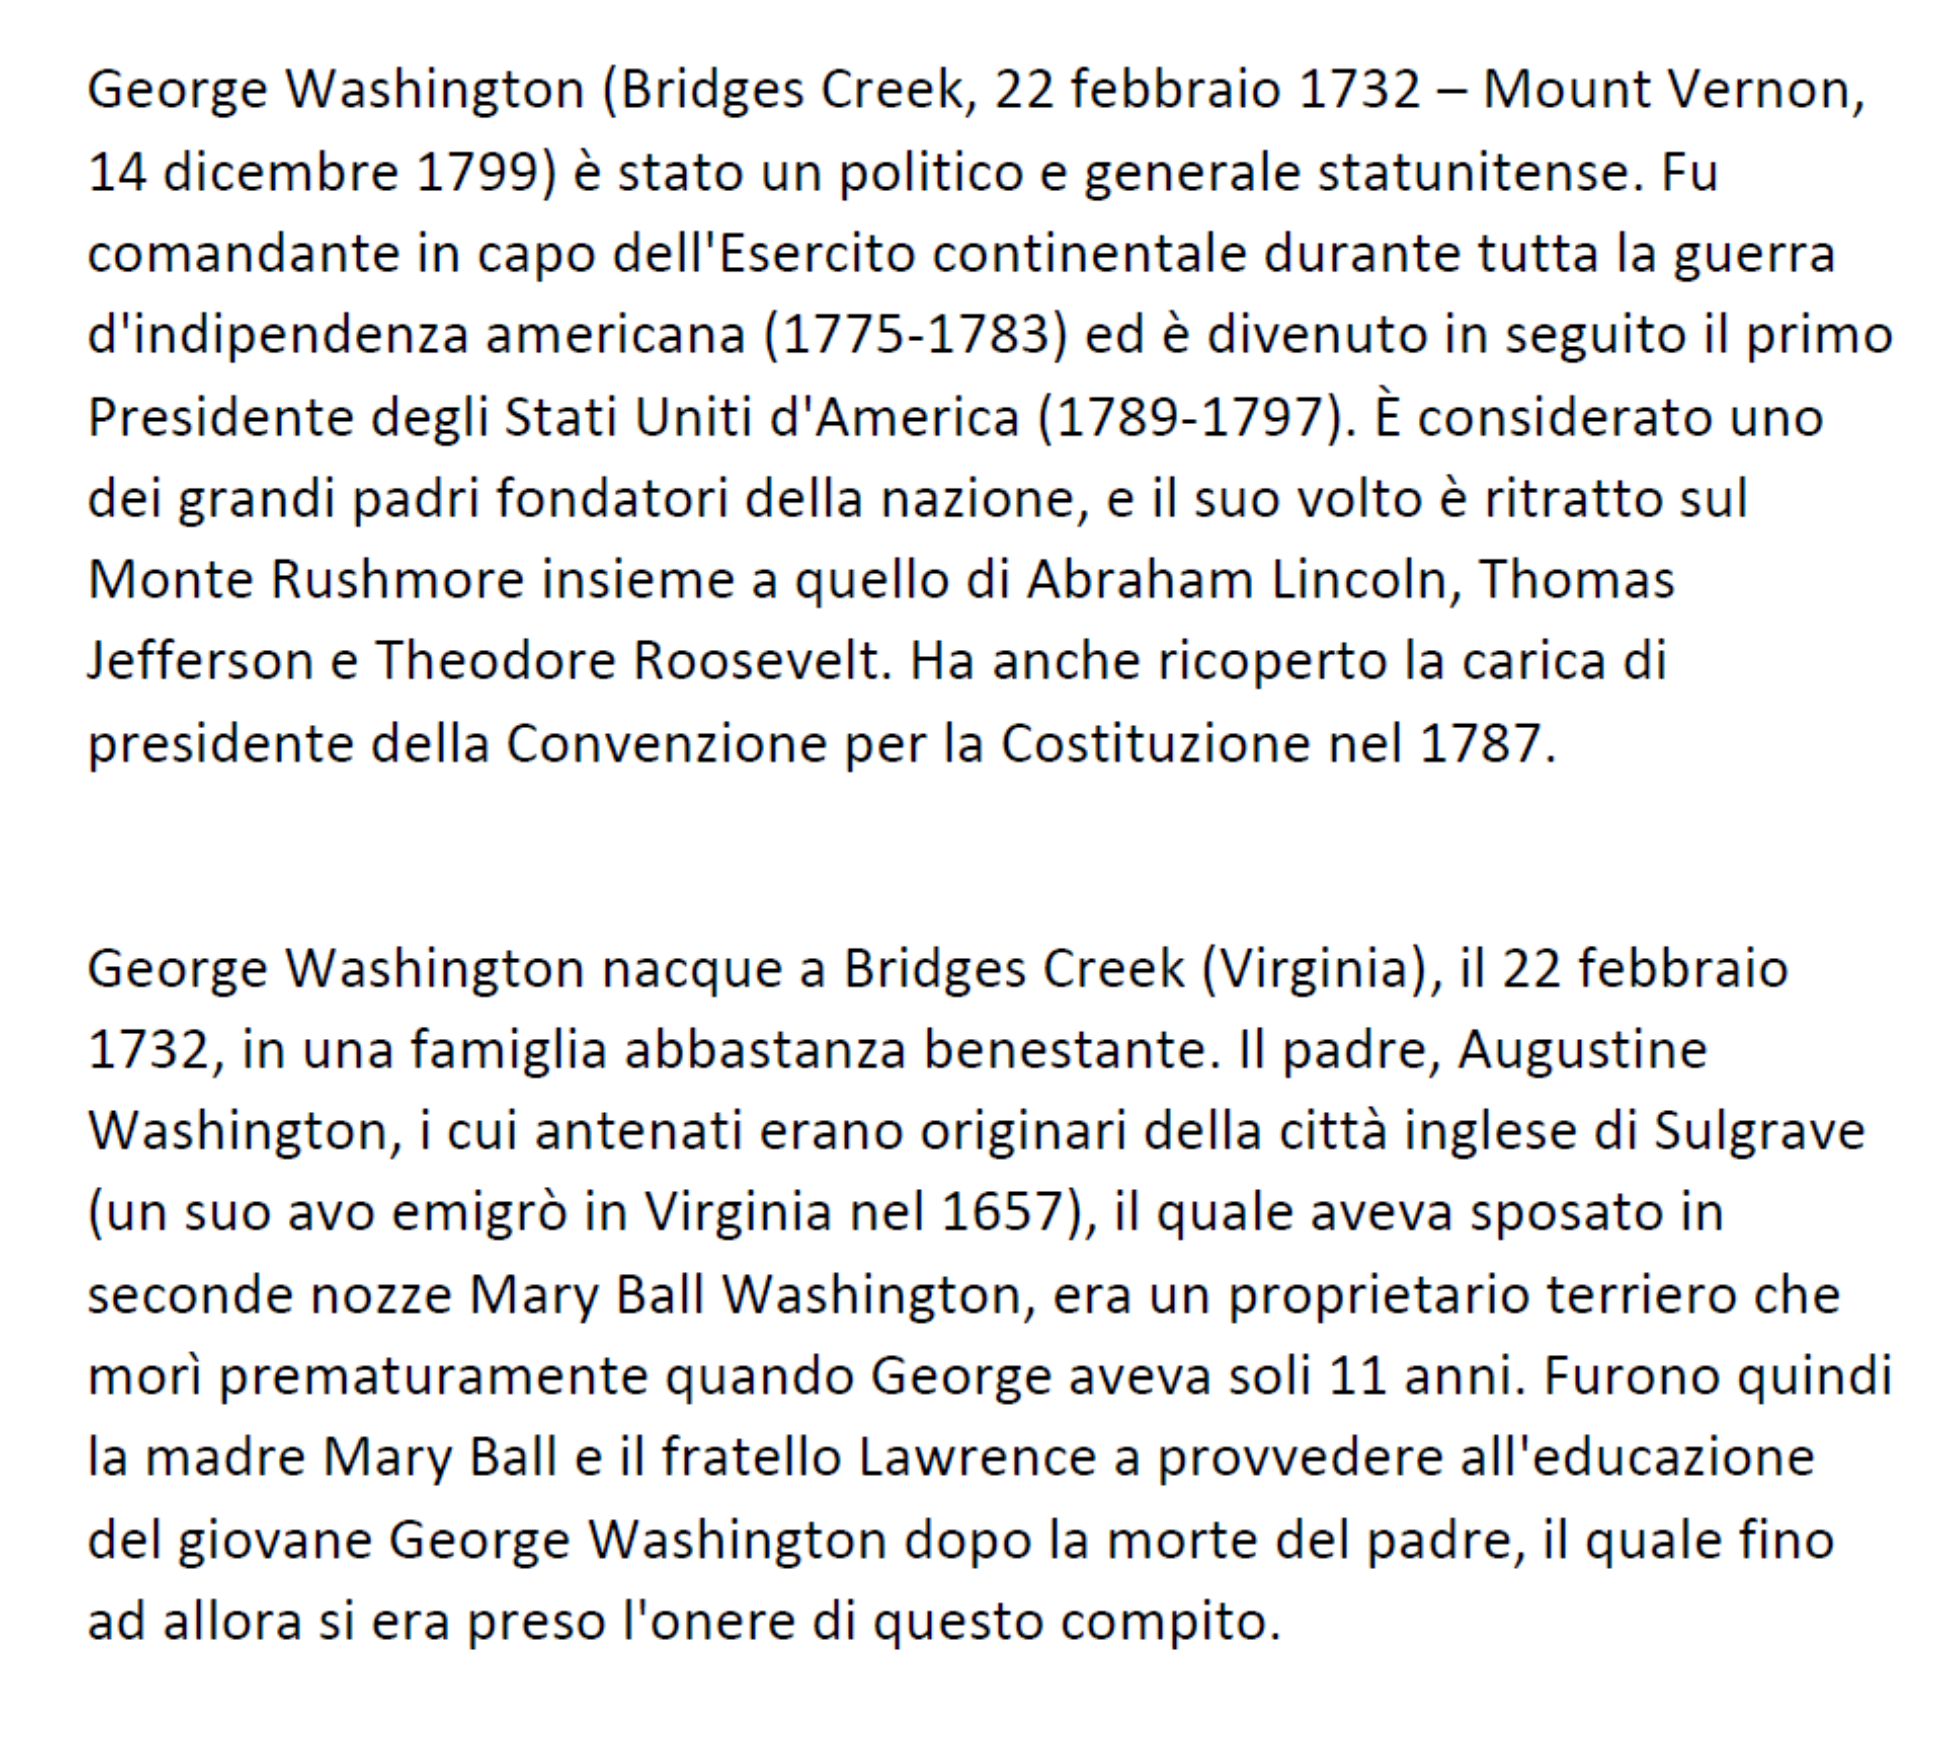 George Washington (Bridges Creek, 22 febbraio 1732 – Mount Vernon,
14 dicembre 1799) è stato un politico e generale statunitense. Fu
comandante in capo dell'Esercito continentale durante tutta la guerra
d'indipendenza americana (1775-1783) ed è divenuto in seguito il primo
Presidente degli Stati Uniti d'America (1789-1797). È considerato uno
dei grandi padri fondatori della nazione, e il suo volto è ritratto sul
Monte Rushmore insieme a quello di Abraham Lincoln, Thomas
Jefferson e Theodore Roosevelt. Ha anche ricoperto la carica di
presidente della Convenzione per la Costituzione nel 1787.
George Washington nacque a Bridges Creek (Virginia), il 22 febbraio
1732, in una famiglia abbastanza benestante. Il padre, Augustine
Washington, i cui antenati erano originari della città inglese di Sulgrave
(un suo avo emigrò in Virginia nel 1657), il quale aveva sposato in
seconde nozze Mary Ball Washington, era un proprietario terriero che
morì prematuramente quando George aveva soli 11 anni. Furono quindi
la madre Mary Ball e il fratello Lawrence a provvedere all'educazione
del giovane George Washington dopo la morte del padre, il quale fino
ad allora si era preso l'onere di questo compito.